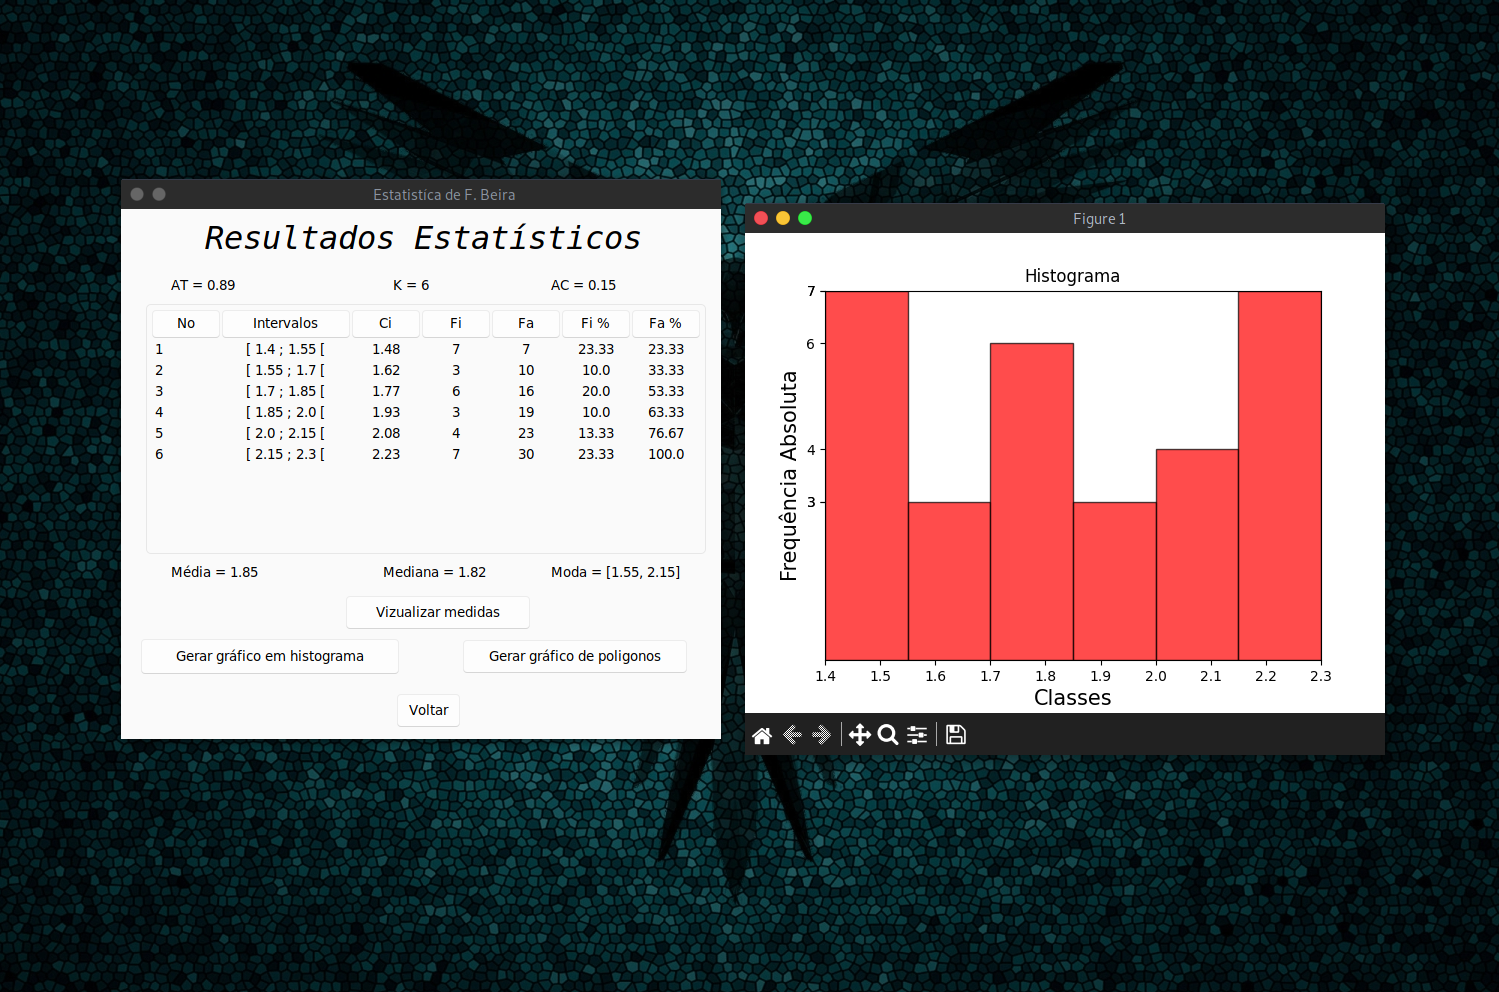 Estatistíca de F. Beira
Resultados Estatísticos
AT = 0.89 K = 6 AC = 0.15
No Intervalos Ci Fi Fa Fi % Fa %
1 [ 1.4 ; 1.55 [ 1.48 7 7 23.33 23.33
2 [ 1.55 ; 1.7 [ 1.62 3 10 10.0 33.33
3 [ 1.7 ; 1.85 [ 1.77 6 16 20.0 53.33
4 [ 1.85 ; 2.0 [ 1.93 3 19 10.0 63.33
5 [ 2.0 ; 2.15 [ 2.08 4 23 13.33 76.67
6 [ 2.15 ; 2.3 [ 2.23 7 30 23.33 100.0
Média = 1.85 Mediana = 1.82 Moda = [1.55, 2.15]
Vizualizar medidas
Gerar gráfico em histograma Gerar gráfico de poligonos
Voltar
Figure 1
Histograma
7
6
4
3
Frequência Absoluta
1.4 1.5 1.6 1.7 1.8 1.9 2.0 2.1 2.2 2.3
Classes